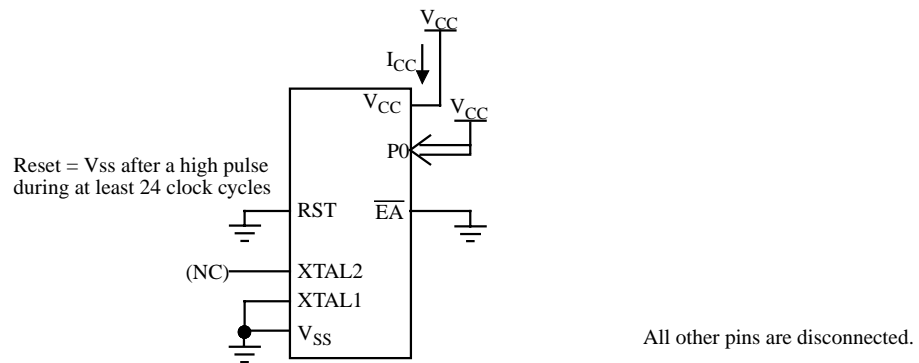 VCC
ICC
VCC
VCC
P0
Reset = Vss after a high pulse
during at least 24 clock cycles
RST
EA
(NC)
XTAL2
XTAL1
VSS
All other pins are disconnected.